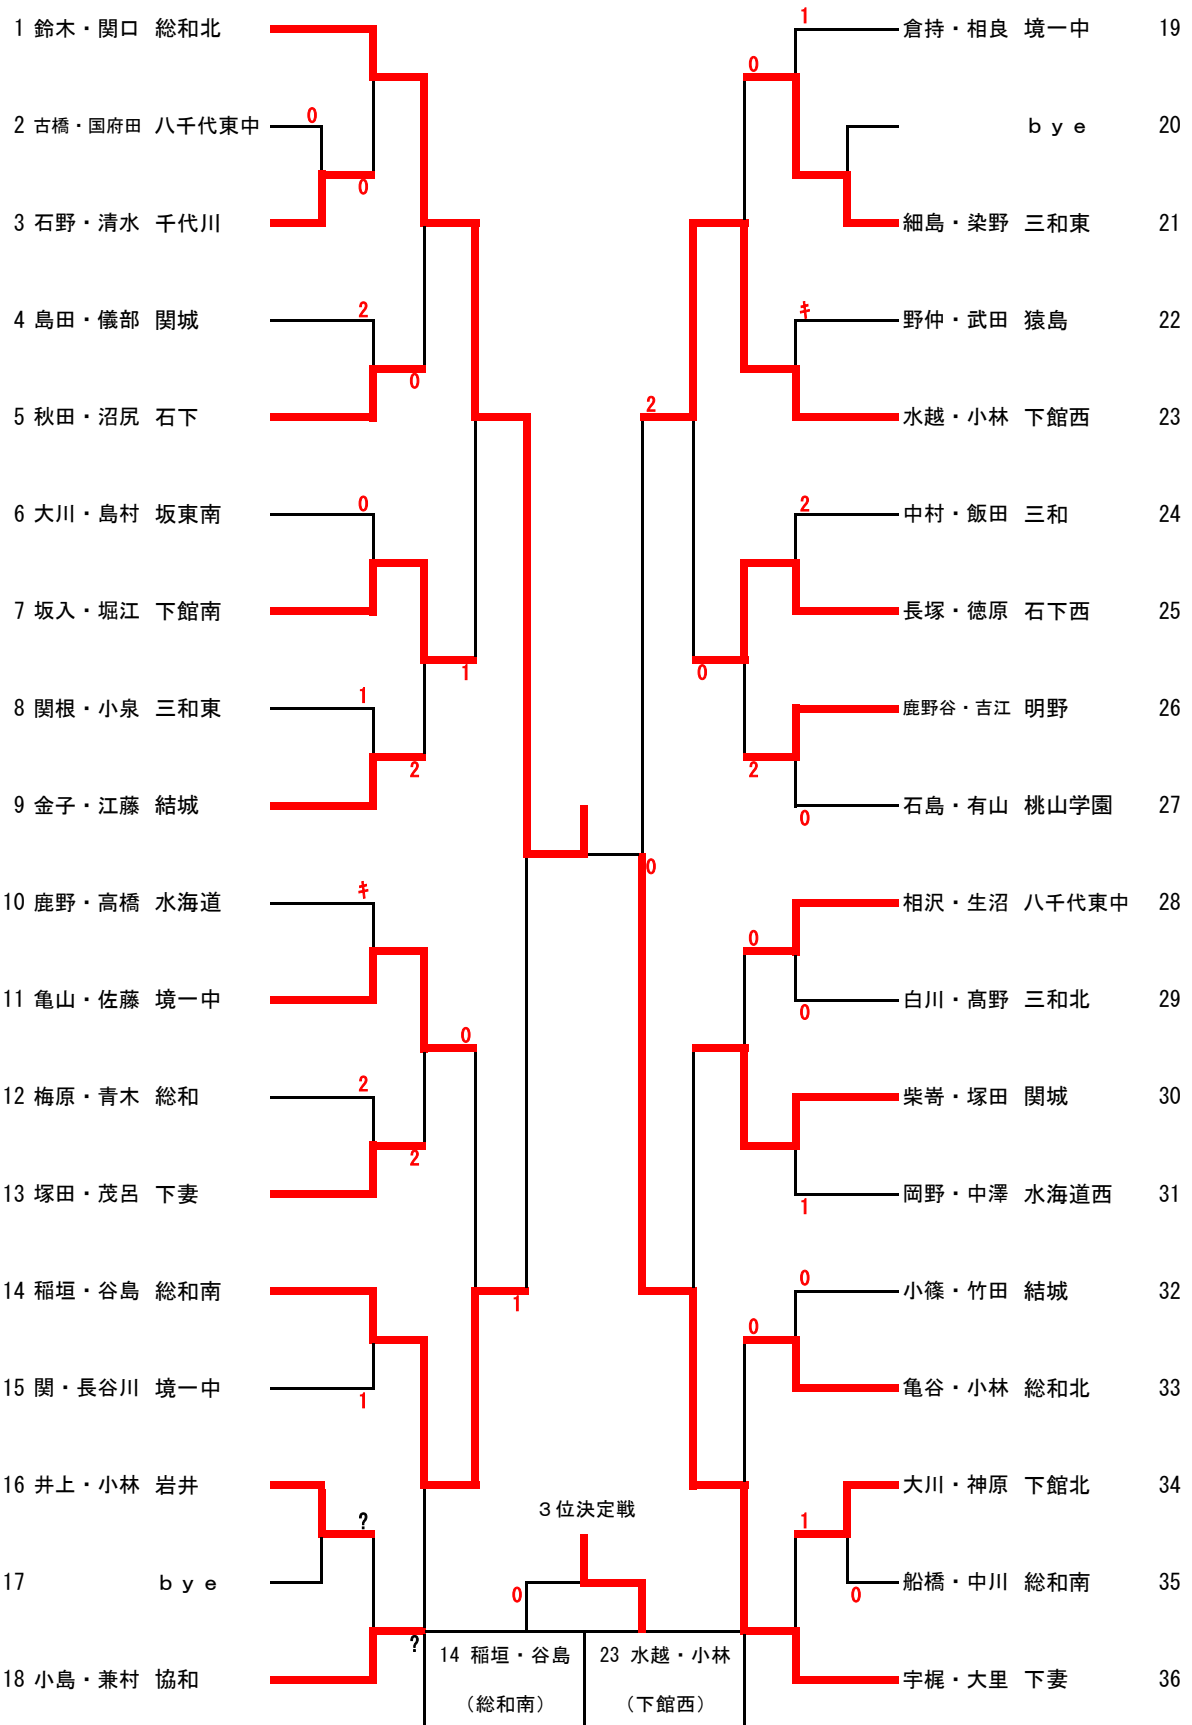 1 鈴木・関口 総和北
0
2 古橋・国府田 八千代東中
0
3 石野・清水 千代川
2
4 島田・儀部 関城
0
5 秋田・沼尻 石下
0
6 大川・島村 坂東南
7 坂入・堀江 下館南
1
1
8 関根・小泉 三和東
2
9 金子・江藤 結城
キ
10 鹿野・高橋 水海道
11 亀山・佐藤 境一中
0
2
12 梅原・青木 総和
2
13 塚田・茂呂 下妻
14 稲垣・谷島 総和南
1
15 関・長谷川 境一中
1
16 井上・小林 岩井
?
17 bye
?
18 小島・兼村 協和
1
倉持・相良 境一中 19
0
bye 20
細島・染野 三和東 21
キ
野仲・武田 猿島 22
2
水越・小林 下館西 23
2
中村・飯田 三和 24
長塚・徳原 石下西 25
0
鹿野谷・吉江 明野 26
2
石島・有山 桃山学園 27
0
0
相沢・生沼 八千代東中 28
0
白川・髙野 三和北 29
0
柴嵜・塚田 関城 30
岡野・中澤 水海道西 31
1
0
小篠・竹田 結城 32
0
亀谷・小林 総和北 33
大川・神原 下館北 34
1
船橋・中川 総和南 35
0
宇梶・大里 下妻 36
3位決定戦
0
14 稲垣・谷島
(総和南)
23 水越・小林
(下館西)